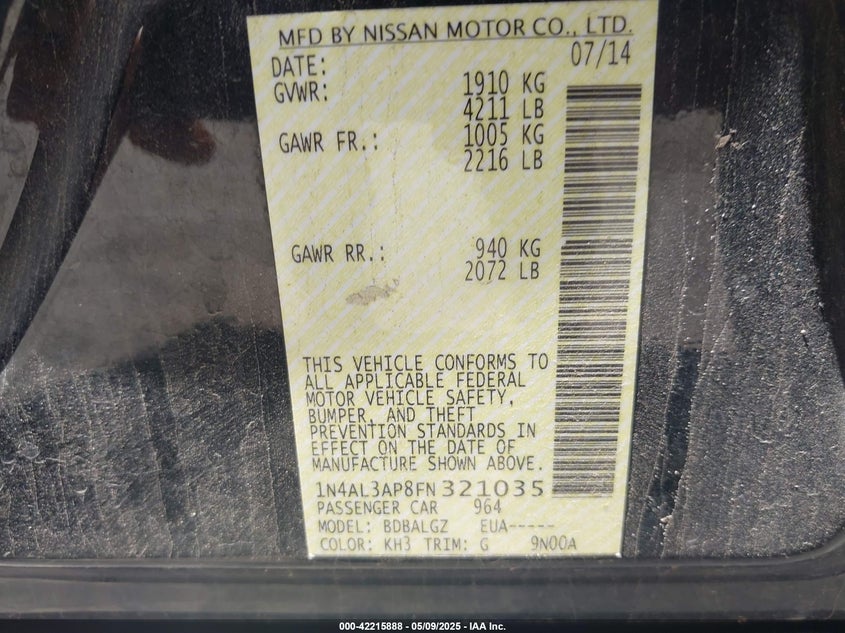 MFD BY NISSAN MOTOR CO., LTD.
DATE: 07/14
GVWR: 1910 KG
4211 LB
GAWR FR.: 1005 KG
2216 LB
GAWR RR.: 940 KG
2072 LB
THIS VEHICLE CONFORMS TO
ALL APPLICABLE FEDERAL
MOTOR VEHICLE SAFETY,
BUMPER, AND THEFT
PREVENTION STANDARDS IN
EFFECT ON THE DATE OF
MANUFACTURE SHOWN ABOVE.
1N4AL3AP8FN321035
PASSENGER CAR 964
MODEL: BDBALGZ EUA-----
COLOR: KH3 TRIM: G 9N00A
000-42215888 - 05/09/2025 - IAA Inc.